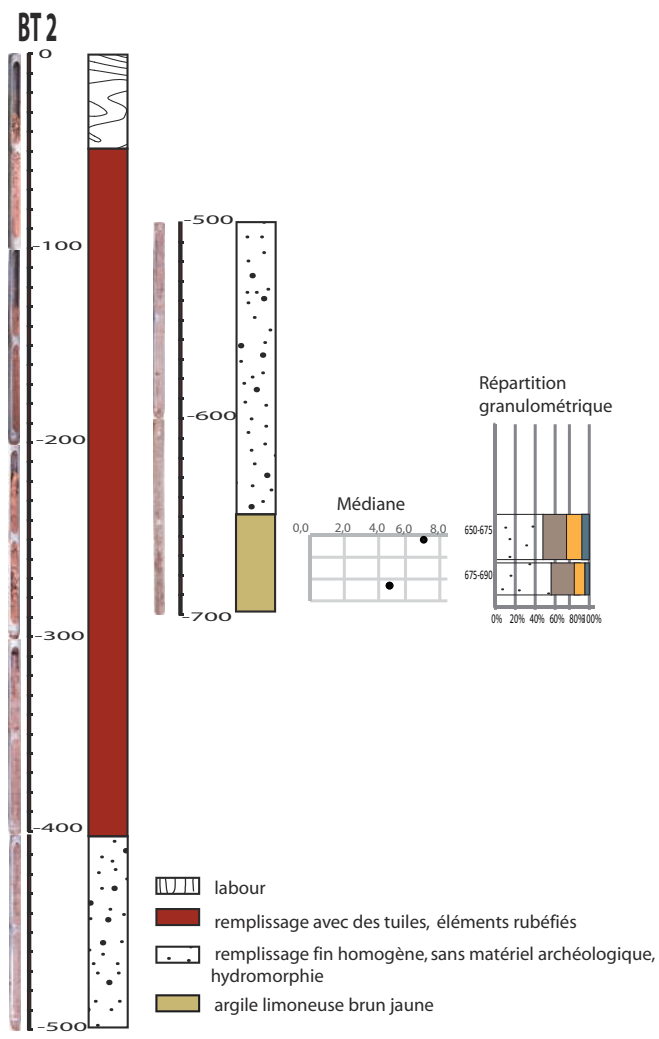 BT 2
0
-100
-200
-300
-400
-500
-500
-600
-700
Médiane
0,0 2,0 4,0 6,0 8,0
Répartition
granulométrique
650-675
675-690
0% 20% 40% 60% 80% 100%
labour
remplissage avec des tuiles, éléments rubéfiés
remplissage fin homogène, sans matériel archéologique,
hydromorphie
argile limoneuse brun jaune